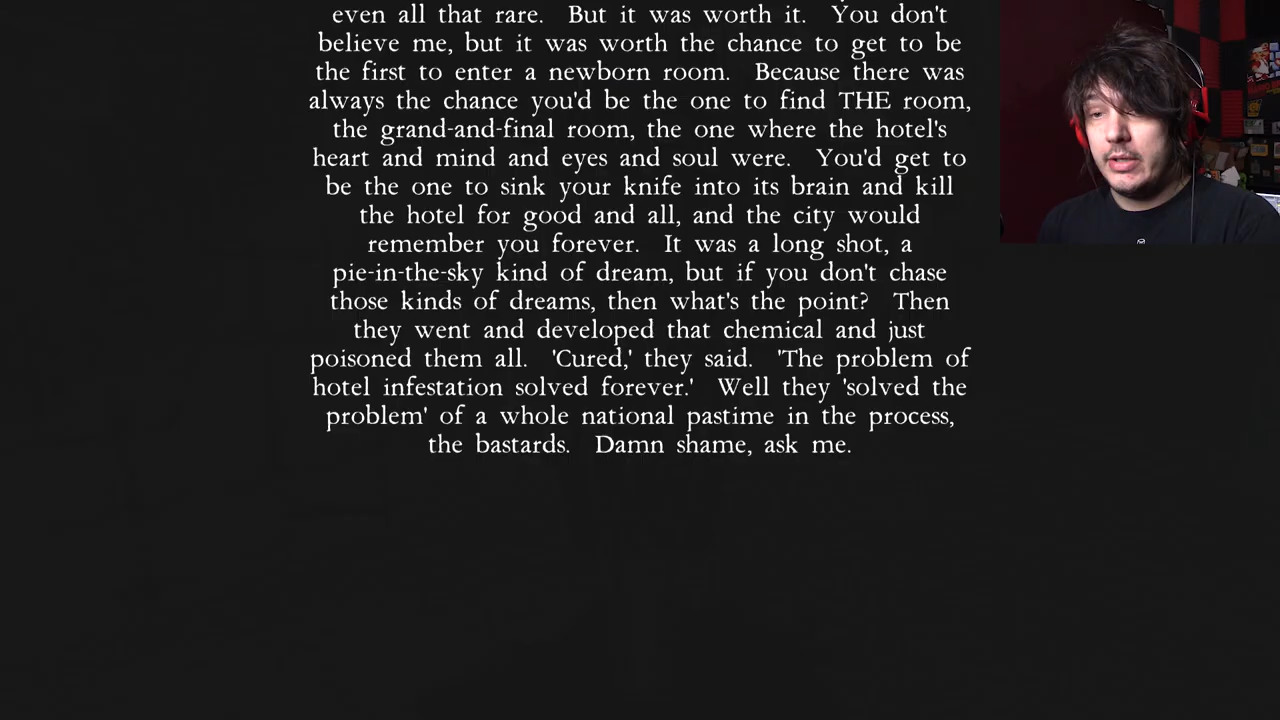 even all that rare. But it was worth it. You don't
believe me, but it was worth the chance to get to be
the first to enter a newborn room. Because there was
always the chance you'd be the one to find THE room,
the grand-and-final room, the one where the hotel's
heart and mind and eyes and soul were. You'd get to
be the one to sink your knife into its brain and kill
the hotel for good and all, and the city would
remember you forever. It was a long shot, a
pie-in-the-sky kind of dream, but if you don't chase
those kinds of dreams, then what's the point? Then
they went and developed that chemical and just
poisoned them all. 'Cured,' they said. 'The problem of
hotel infestation solved forever.' Well they 'solved the
problem' of a whole national pastime in the process,
the bastards. Damn shame, ask me.